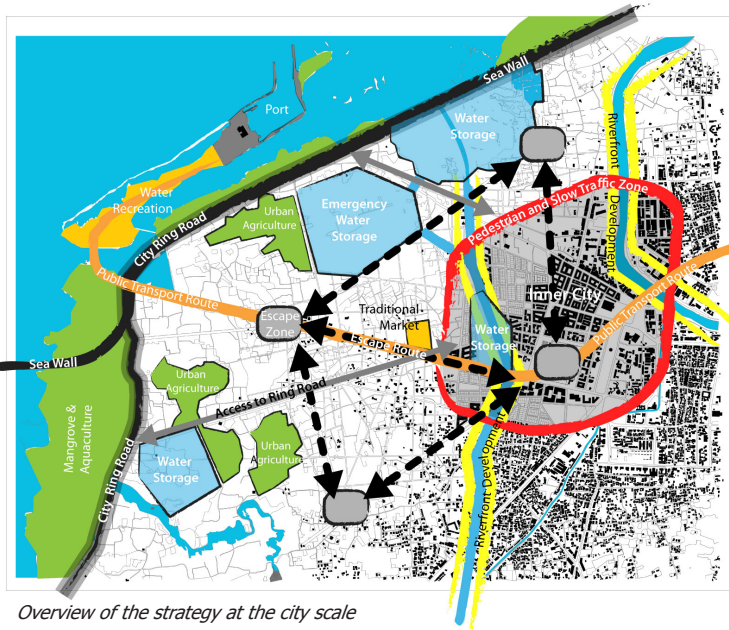 Sea Wall
Port
Water
Storage
Riverfront
Development
Water
Recreation
Pedestrian and Slow Traffic Zone
Emergency
Water
Storage
Urban
Agriculture
City Ring Road
Public Transport Route
Inner City
Public Transport Route
Escape
Zone
Traditional
Market
Water
Storage
Escape Route
Sea Wall
Urban
Agriculture
Access to Ring Road
Mangrove &
Aquaculture
Urban
Agriculture
Water
Storage
City Ring Road
Riverfront Development
Overview of the strategy at the city scale